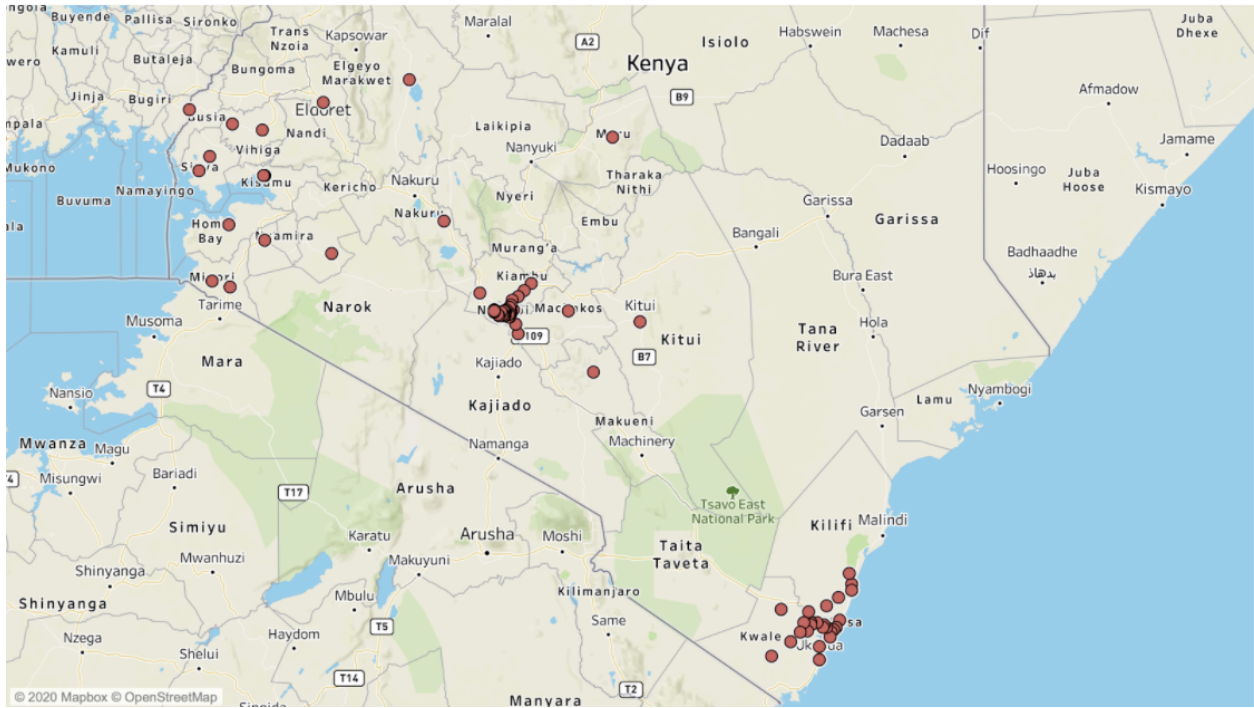 Buyende
Pallisa
Sironko
Trans
Nzoia
Kapsowar
Maralal
A2
Isiolo
Habswein
Machesa
Dif
Juba
Dhexe
Kamuli
Butaleja
Bungoma
Elgeyo
Marakwet
Kenya
B9
Afmadow
Jinja
Bugiri
Eldoret
Nandi
Laikipia
Nanyuki
Dadaab
Jamame
Vihiga
Mukono
Namayingo
Buvuma
Kericho
Nakuru
Tharaka
Nithi
Hoosingo
Juba
Hoose
Kismayo
Nyeri
Embu
Garissa
Garissa
Nakuru
Bangali
Badhaadhe
بدهاذ
Murang'a
Kiambu
Bura East
Narok
Kitui
Kitui
Tana
River
Hola
Tarime
Musoma
109
B7
Mara
Kajiado
Kajiado
Nansio
T4
Makueni
Machinery
Garsen
Lamu
Nyambogi
Mwanza
Magu
Namanga
Misungwi
Bariadi
T17
Arusha
Tsavo East
National Park
Simiyu
Karatu
Arusha
Moshi
Kilifi
Malindi
Mwanhuzi
Makuyuni
Taita
Taveta
Shinyanga
Shinyanga
Mbulu
Kilimanjaro
Nzega
Haydom
T5
Same
Kwale
Shelui
T14
T2
Manyara
© 2020 Mapbox © OpenStreetMap